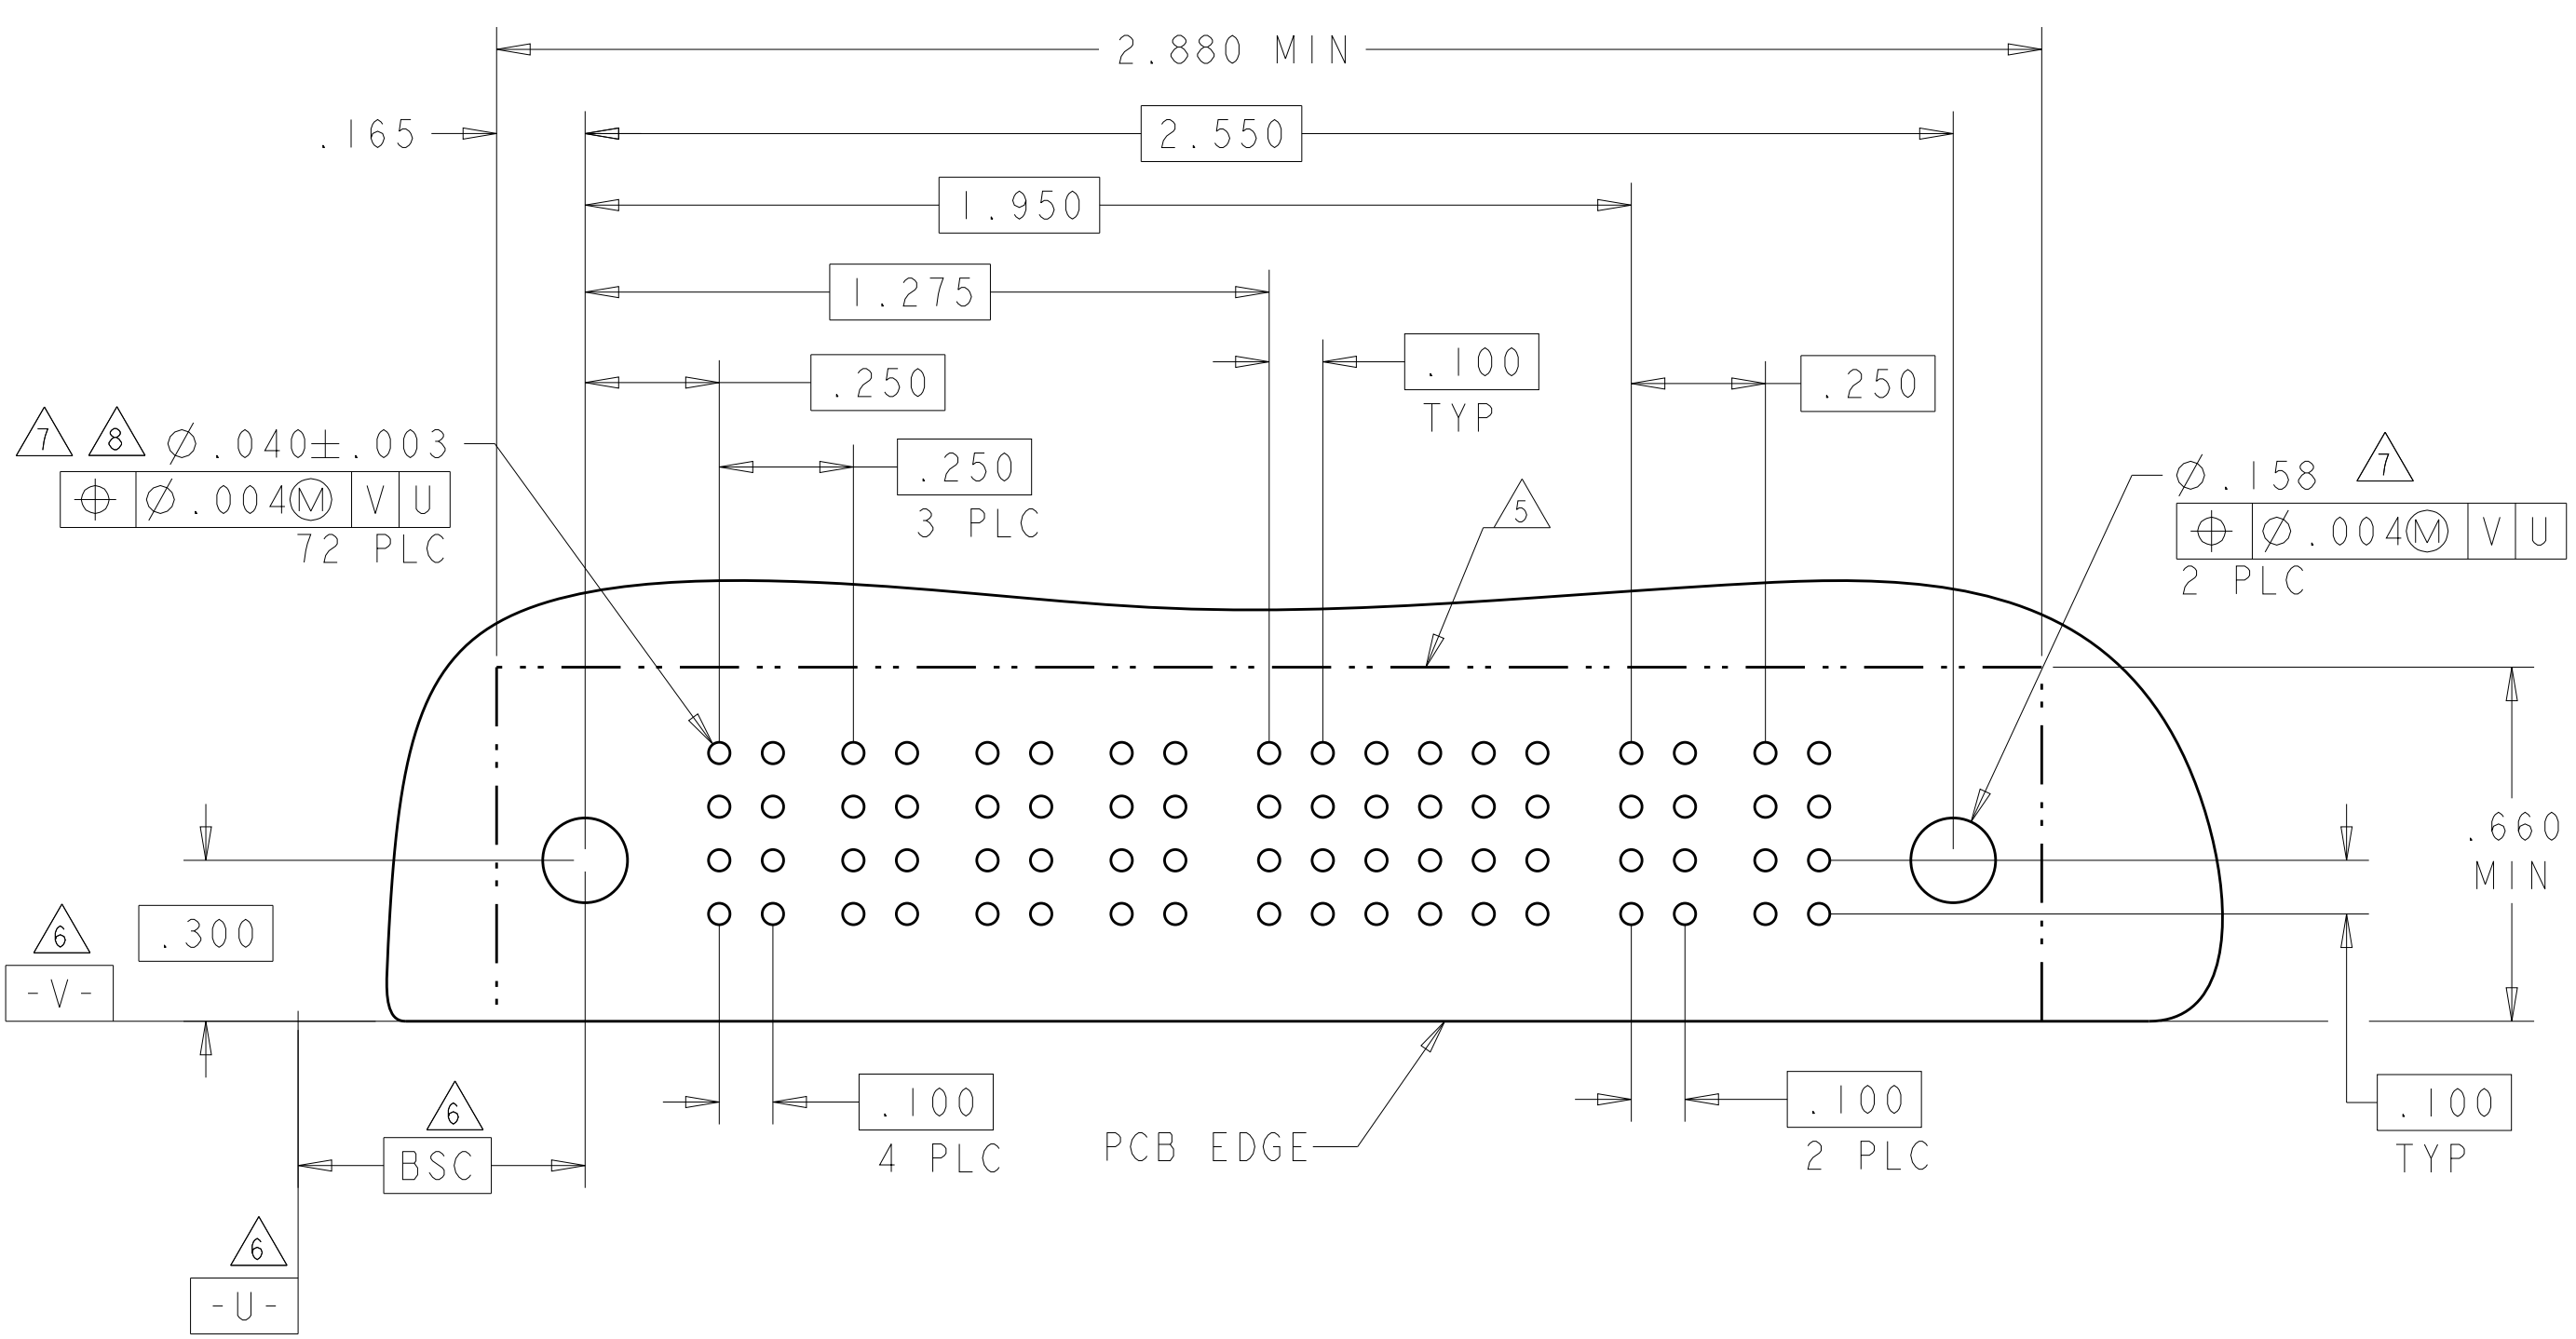 2.880 MIN
.165
2.550
1.950
1.275
.100
TYP
.250
.250
7 8 ⌀.040±.003
⌖ ⌀.004Ⓜ V U
72 PLC
.250
3 PLC
5
⌀.158 7
⌖ ⌀.004Ⓜ V U
2 PLC
.660
MIN
6
.300
-V-
6
BSC
.100
4 PLC
PCB EDGE
.100
2 PLC
.100
TYP
6
-U-